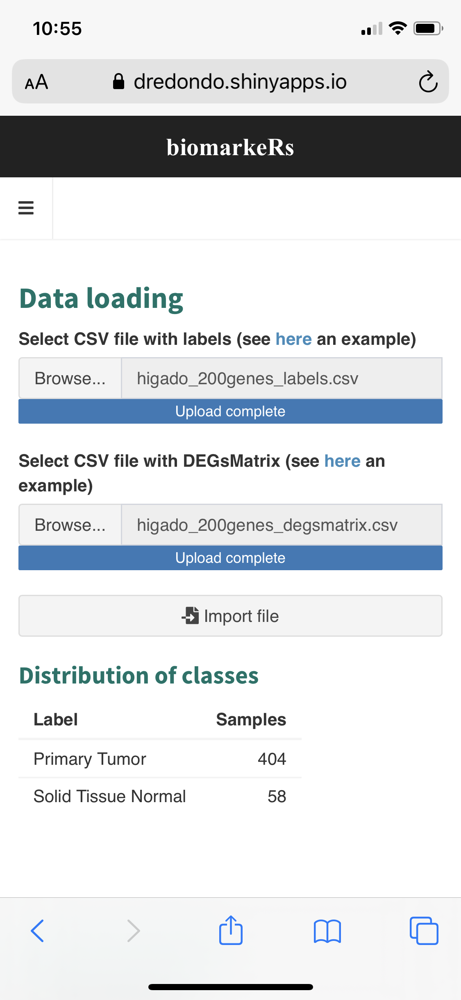 10:55
AA dredondo.shinyapps.io
biomarkeRs
Data loading
Select CSV file with labels (see here an example)
Browse... higado_200genes_labels.csv
Upload complete
Select CSV file with DEGsMatrix (see here an
example)
Browse... higado_200genes_degsmatrix.csv
Upload complete
Import file
Distribution of classes
Label Samples
Primary Tumor 404
Solid Tissue Normal 58